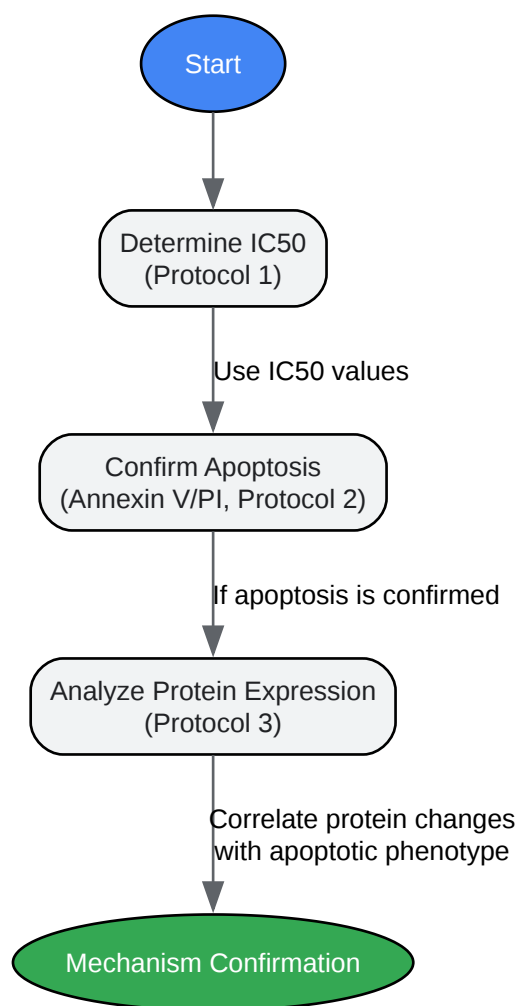 Start
Determine IC50
(Protocol 1)
Use IC50 values
Confirm Apoptosis
(Annexin V/PI, Protocol 2)
If apoptosis is confirmed
Analyze Protein Expression
(Protocol 3)
Correlate protein changes
with apoptotic phenotype
Mechanism Confirmation